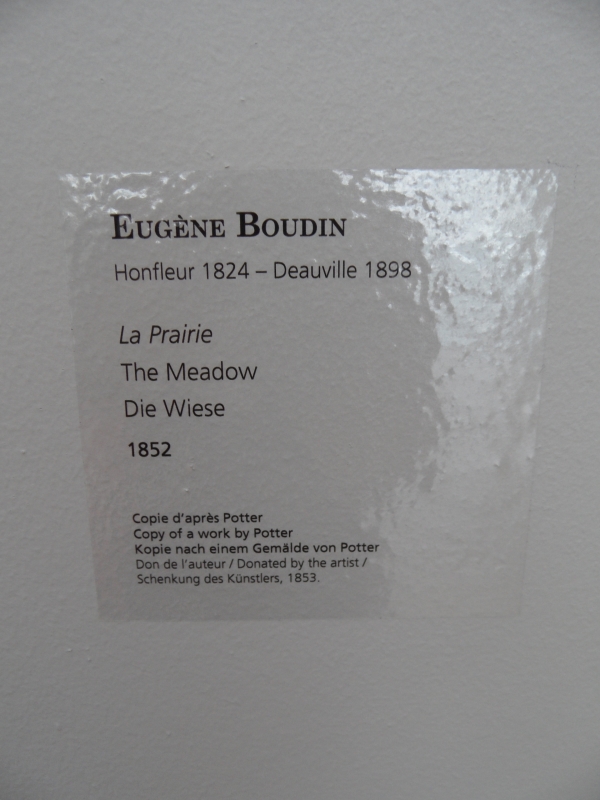 EUGÈNE BOUDIN
Honfleur 1824 – Deauville 1898
La Prairie
The Meadow
Die Wiese
1852
Copie d'après Potter
Copy of a work by Potter
Kopie nach einem Gemälde von Potter
Don de l'auteur / Donated by the artist /
Schenkung des Künstlers, 1853.